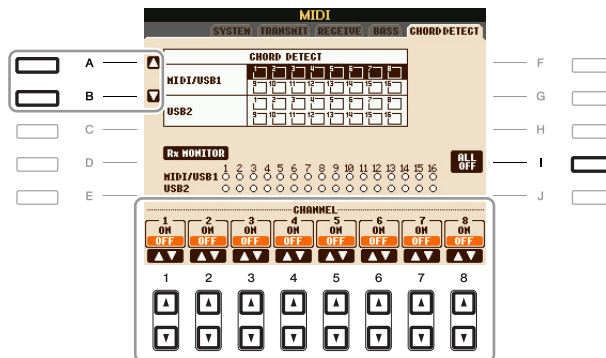 MIDI
SYSTEM TRANSMIT RECEIVE BASS CHORD DETECT
CHORD DETECT
MIDI/USB1
1 2 3 4 5 6 7 8
9 10 11 12 13 14 15 16
USB2
1 2 3 4 5 6 7 8
9 10 11 12 13 14 15 16
A
B
C
D
E
F
G
H
I
J
Rx MONITOR
1 2 3 4 5 6 7 8 9 10 11 12 13 14 15 16
MIDI/USB1
USB2
ALL
OFF
CHANNEL
1 2 3 4 5 6 7 8
ON ON ON ON ON ON ON ON
OFF OFF OFF OFF OFF OFF OFF OFF
1 2 3 4 5 6 7 8